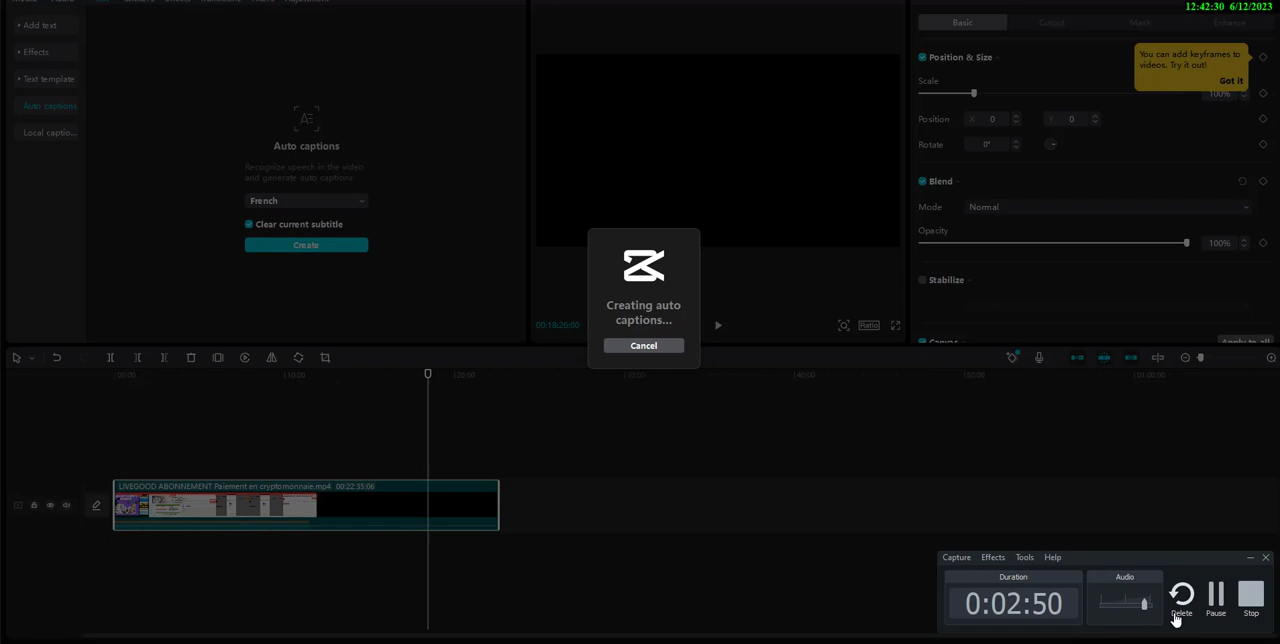 12:42:30 6/12/2023
Add text
Effects
Text template
Auto captions
Local captio...
Auto captions
Recognize speech in the video
and generate auto captions
French
Clear current subtitle
Create
00:18:26:00
Ratio
Creating auto
captions...
Cancel
Basic
Cutout
Mask
Enhance
Position & Size
You can add keyframes to
videos. Try it out!
Got it
Scale
100%
Position X 0 Y 0
Rotate 0°
Blend
Mode Normal
Opacity
100%
Stabilize
00:00 10:00 20:00 30:00 40:00 50:00 01:00:00
LIVEGOOD ABONNEMENT Paiement en cryptomonnaie.mp4 00:22:35:06
Capture Effects Tools Help
Duration
0:02:50
Audio
Delete
Pause
Stop